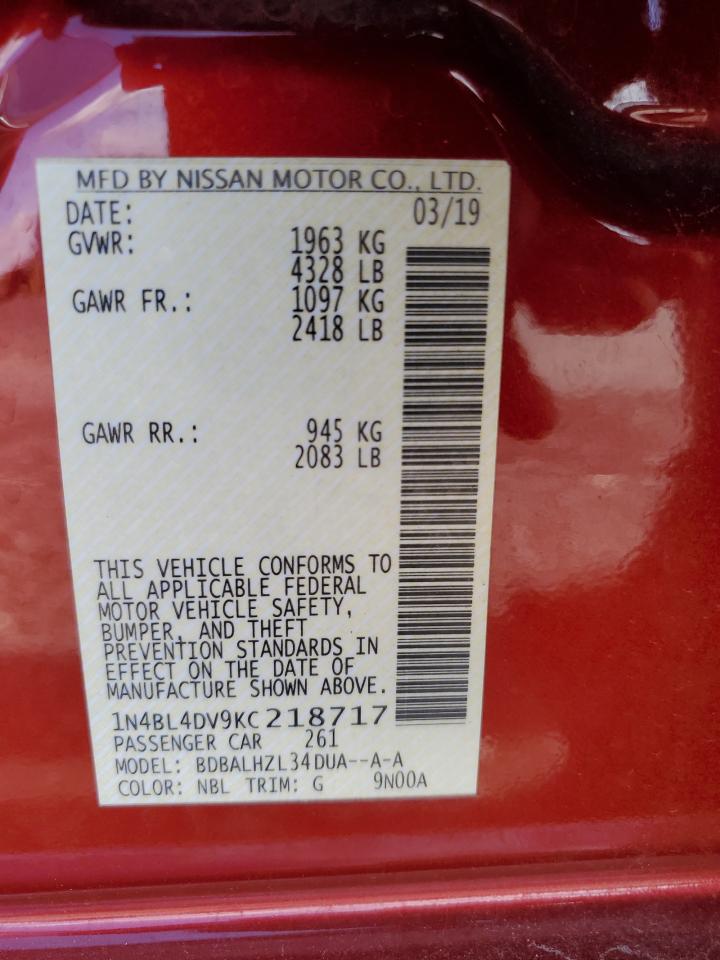 MFD BY NISSAN MOTOR CO., LTD.
DATE: 03/19
GVWR: 1963 KG
4328 LB
GAWR FR.: 1097 KG
2418 LB
GAWR RR.: 945 KG
2083 LB
THIS VEHICLE CONFORMS TO
ALL APPLICABLE FEDERAL
MOTOR VEHICLE SAFETY,
BUMPER, AND THEFT
PREVENTION STANDARDS IN
EFFECT ON THE DATE OF
MANUFACTURE SHOWN ABOVE.
1N4BL4DV9KC218717
PASSENGER CAR 261
MODEL: BDBALHZL34DUA--A-A
COLOR: NBL TRIM: G 9N00A